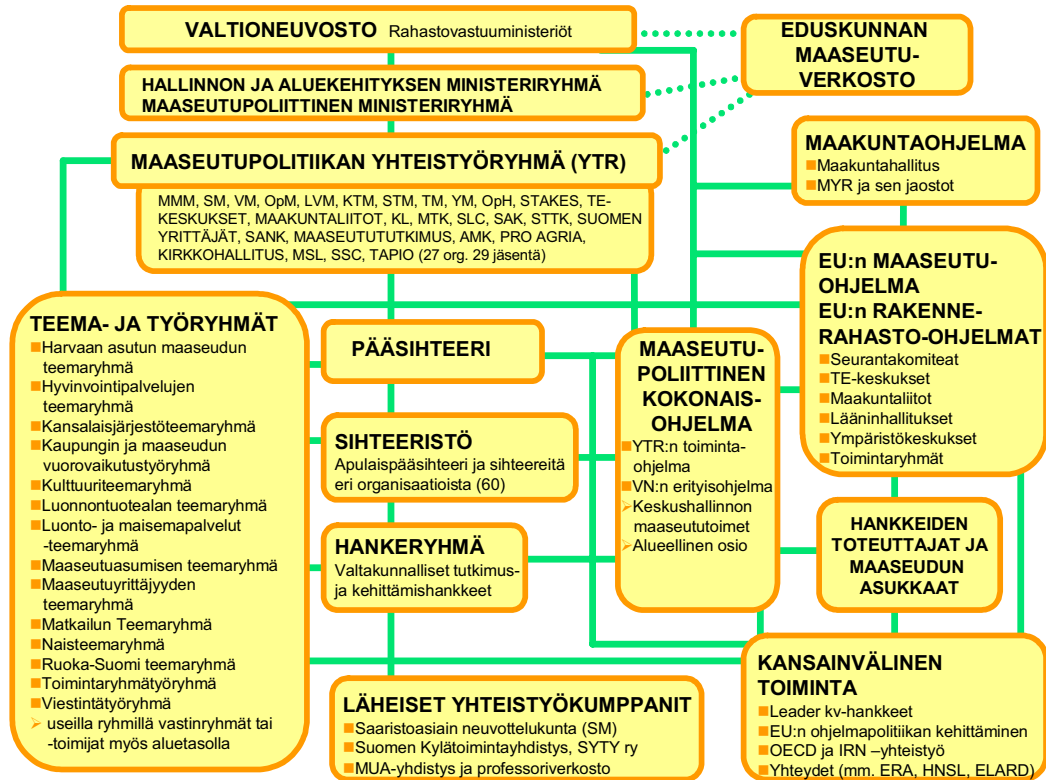 VALTIONEUVOSTO Rahastovastuuministeriöt
EDUSKUNNAN
MAASEUTU-
VERKOSTO
HALLINNON JA ALUEKEHITYKSEN MINISTERIRYHMÄ
MAASEUTUPOLIITTINEN MINISTERIRYHMÄ
MAASEUTUPOLITIIKAN YHTEISTYÖRYHMÄ (YTR)
MMM, SM, VM, OpM, LVM, KTM, STM, TM, YM, OpH, STAKES, TE-
KESKUKSET, MAAKUNTALIITOT, KL, MTK, SLC, SAK, STTK, SUOMEN
YRITTÄJÄT, SANK, MAASEUTUTUTKIMUS, AMK, PRO AGRIA,
KIRKKOHALLITUS, MSL, SSC, TAPIO (27 org. 29 jäsentä)
MAAKUNTAOHJELMA
■Maakuntahallitus
■MYR ja sen jaostot
EU:n MAASEUTU-
OHJELMA
EU:n RAKENNE-
RAHASTO-OHJELMAT
■Seurantakomiteat
■TE-keskukset
■Maakuntaliitot
■Lääninhallitukset
■Ympäristökeskukset
■Toimintaryhmät
TEEMA- JA TYÖRYHMÄT
■Harvaan asutun maaseudun
teemaryhmä
■Hyvinvointipalvelujen
teemaryhmä
■Kansalaisjärjestöteemaryhmä
■Kaupungin ja maaseudun
vuorovaikutustyöryhmä
■Kulttuuriteemaryhmä
■Luonnontuotealan teemaryhmä
■Luonto- ja maisemapalvelut
-teemaryhmä
■Maaseutuasumisen teemaryhmä
■Maaseutuyrittäjyyden
teemaryhmä
■Matkailun Teemaryhmä
■Naisteemaryhmä
■Ruoka-Suomi teemaryhmä
■Toimintaryhmätyöryhmä
■Viestintätyöryhmä
➢ useilla ryhmillä vastinryhmät tai
-toimijat myös aluetasolla
PÄÄSIHTEERI
SIHTEERISTÖ
Apulaispääsihteeri ja sihteereitä
eri organisaatioista (60)
HANKERYHMÄ
Valtakunnalliset tutkimus-
ja kehittämishankkeet
MAASEUTU-
POLIITTINEN
KOKONAIS-
OHJELMA
■YTR:n toiminta-
ohjelma
■VN:n erityisohjelma
➢Keskushallinnon
maaseututoimet
➢Alueellinen osio
HANKKEIDEN
TOTEUTTAJAT JA
MAASEUDUN
ASUKKAAT
LÄHEISET YHTEISTYÖKUMPPANIT
■Saaristoasiain neuvottelukunta (SM)
■Suomen Kylätoimintayhdistys, SYTY ry
■MUA-yhdistys ja professoriverkosto
KANSAINVÄLINEN
TOIMINTA
■Leader kv-hankkeet
■EU:n ohjelmapolitiikan kehittäminen
■OECD ja IRN –yhteistyö
■Yhteydet (mm. ERA, HNSL, ELARD)